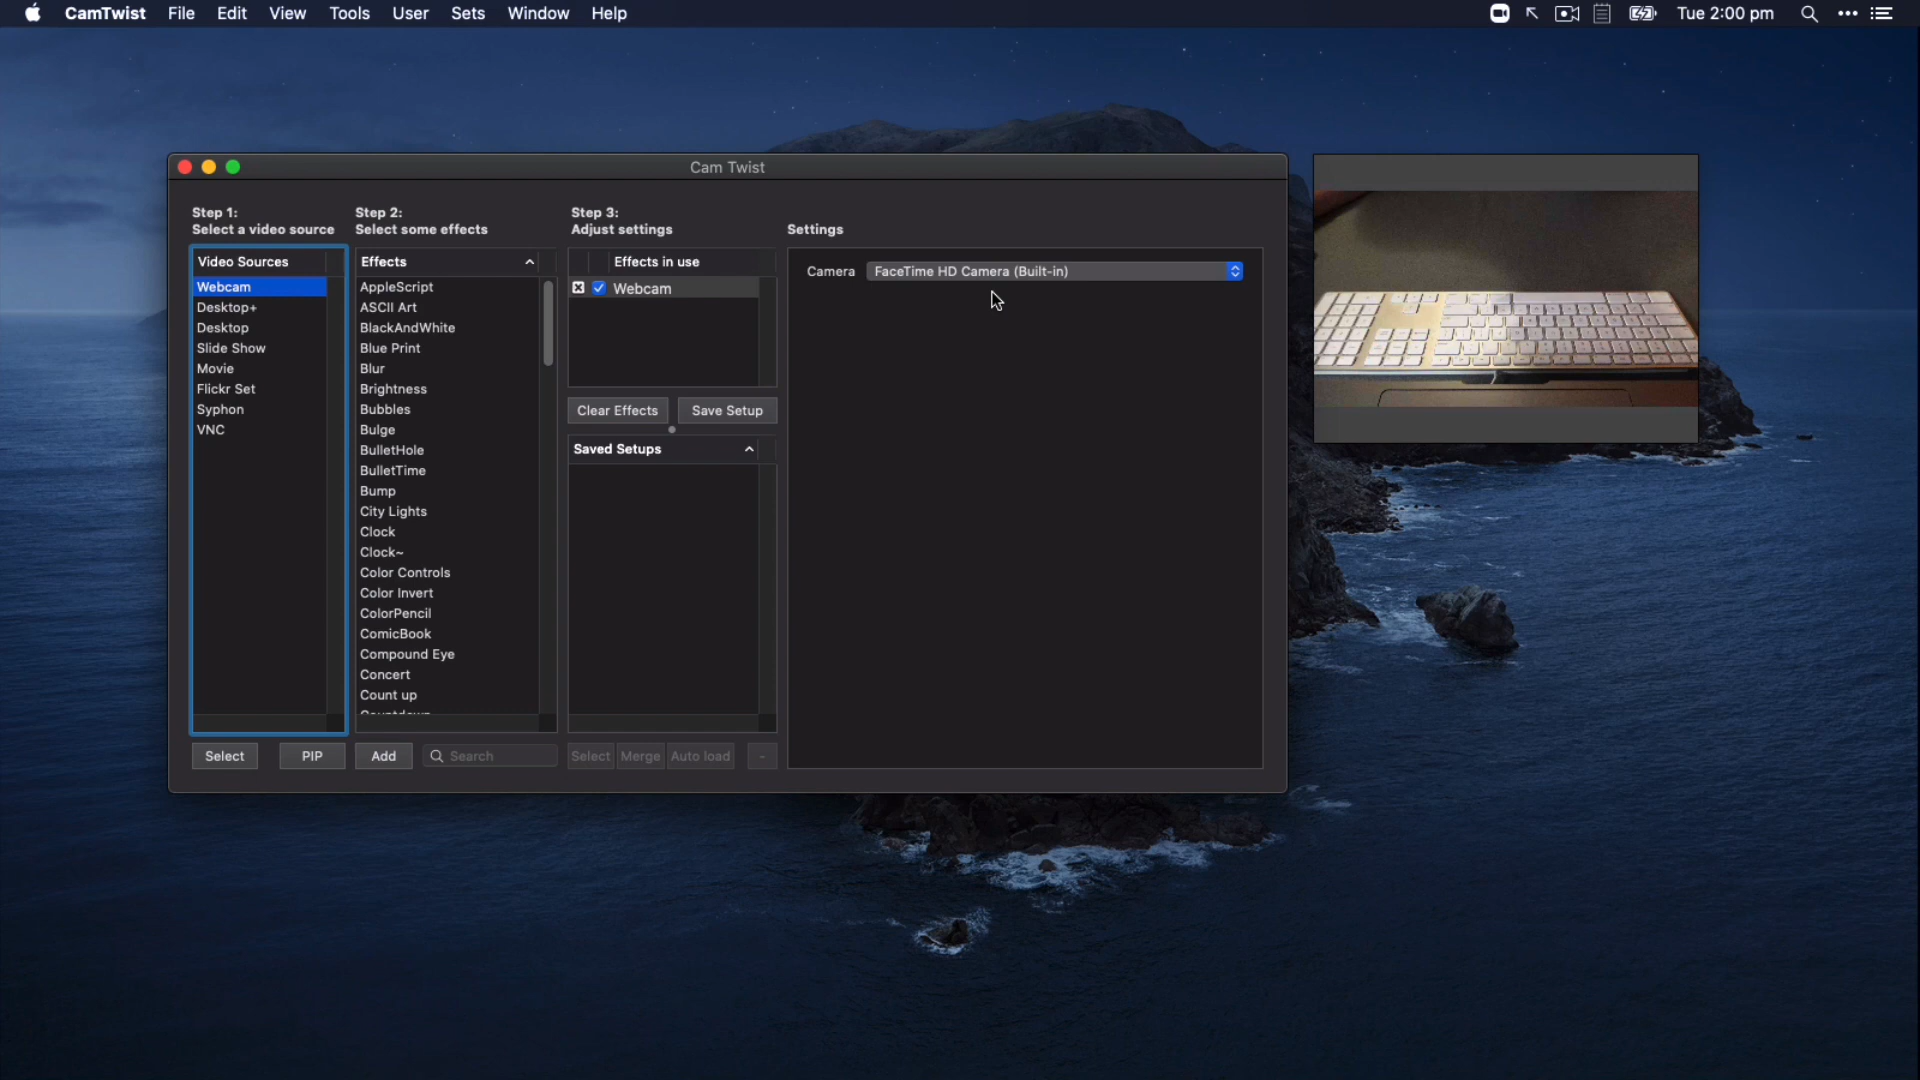 CamTwist File Edit View Tools User Sets Window Help
Tue 2:00 pm
Cam Twist
Step 1:
Select a video source
Video Sources
Webcam
Desktop+
Desktop
Slide Show
Movie
Flickr Set
Syphon
VNC
Select PIP
Step 2:
Select some effects
Effects
AppleScript
ASCII Art
BlackAndWhite
Blue Print
Blur
Brightness
Bubbles
Bulge
BulletHole
BulletTime
Bump
City Lights
Clock
Clock~
Color Controls
Color Invert
ColorPencil
ComicBook
Compound Eye
Concert
Count up
Countdown
Add Search
Step 3:
Adjust settings
Effects in use
Webcam
Clear Effects Save Setup
Saved Setups
Select Merge Auto load -
Settings
Camera FaceTime HD Camera (Built-in)